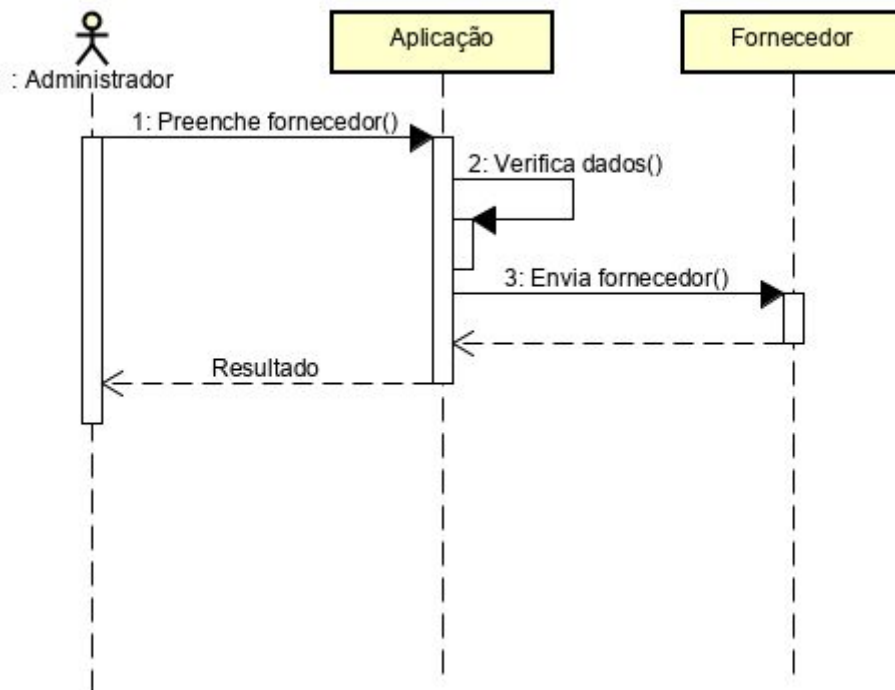 Aplicação
Fornecedor
: Administrador
1: Preenche fornecedor()
2: Verifica dados()
3: Envia fornecedor()
Resultado